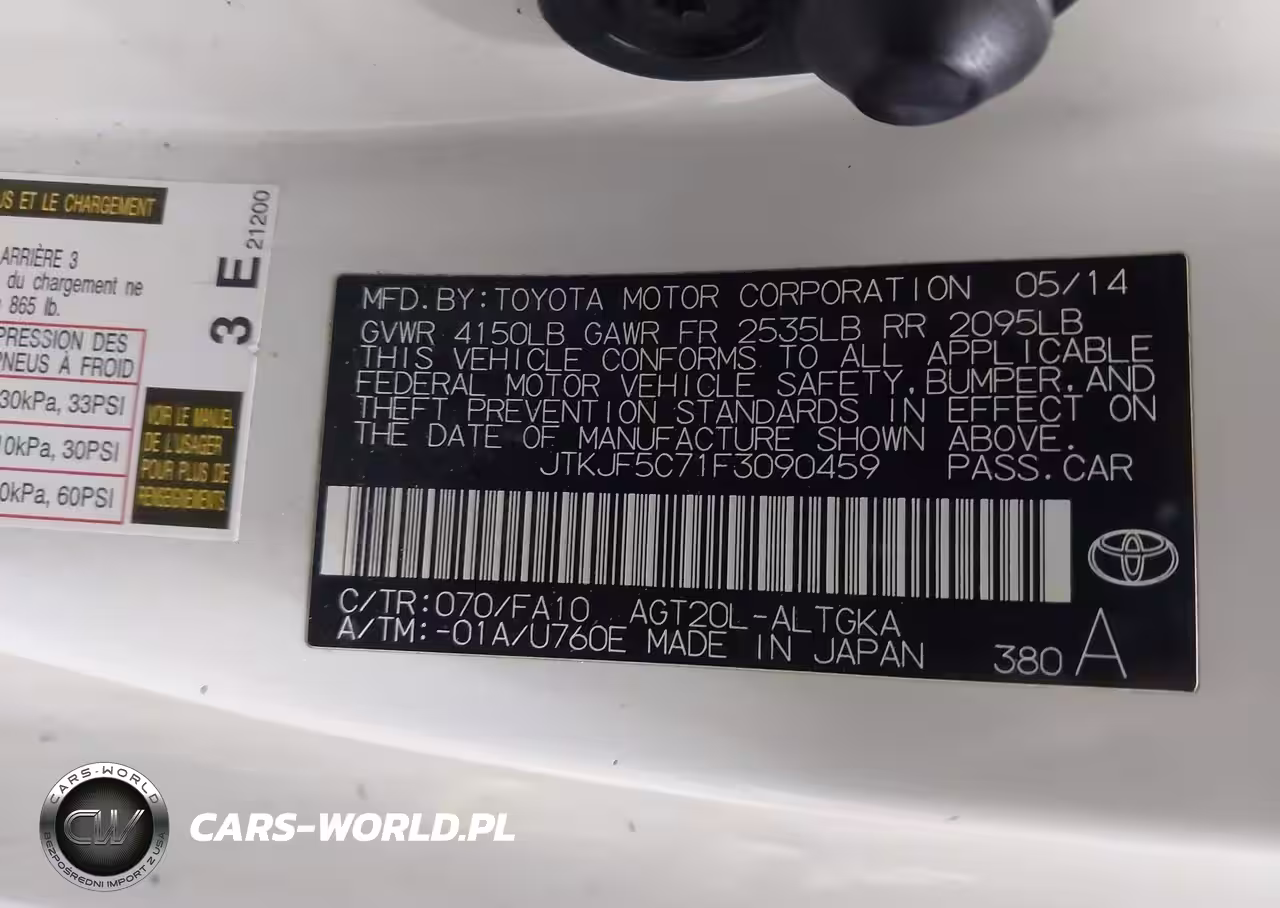 US ET LE CHARGEMENT
ARRIÈRE 3
du chargement ne
865 lb.
PRESSION DES
PNEUS À FROID
30kPa, 33PSI
10kPa, 30PSI
0kPa, 60PSI
3 E 21200
VOIR LE MANUEL
DE L'USAGER
POUR PLUS DE
RENSEIGNEMENTS
MFD. BY: TOYOTA MOTOR CORPORATION 05/14
GVWR 4150LB GAWR FR 2535LB RR 2095LB
THIS VEHICLE CONFORMS TO ALL APPLICABLE
FEDERAL MOTOR VEHICLE SAFETY, BUMPER, AND
THEFT PREVENTION STANDARDS IN EFFECT ON
THE DATE OF MANUFACTURE SHOWN ABOVE.
JTKJF5C71F3090459 PASS. CAR
C/TR: 070/FA10 AGT20L-ALTGKA
A/TM: -01A/U760E MADE IN JAPAN
380 A
CARS-WORLD
CW
BEZPOŚREDNI IMPORT Z USA
CARS-WORLD.PL